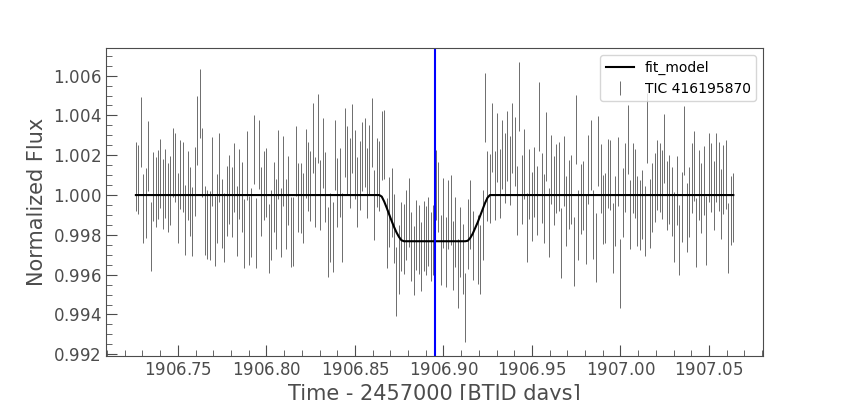 fit_model
TIC 416195870
1.006
1.004
1.002
1.000
0.998
0.996
0.994
0.992
Normalized Flux
1906.75 1906.80 1906.85 1906.90 1906.95 1907.00 1907.05
Time - 2457000 [BTJD days]